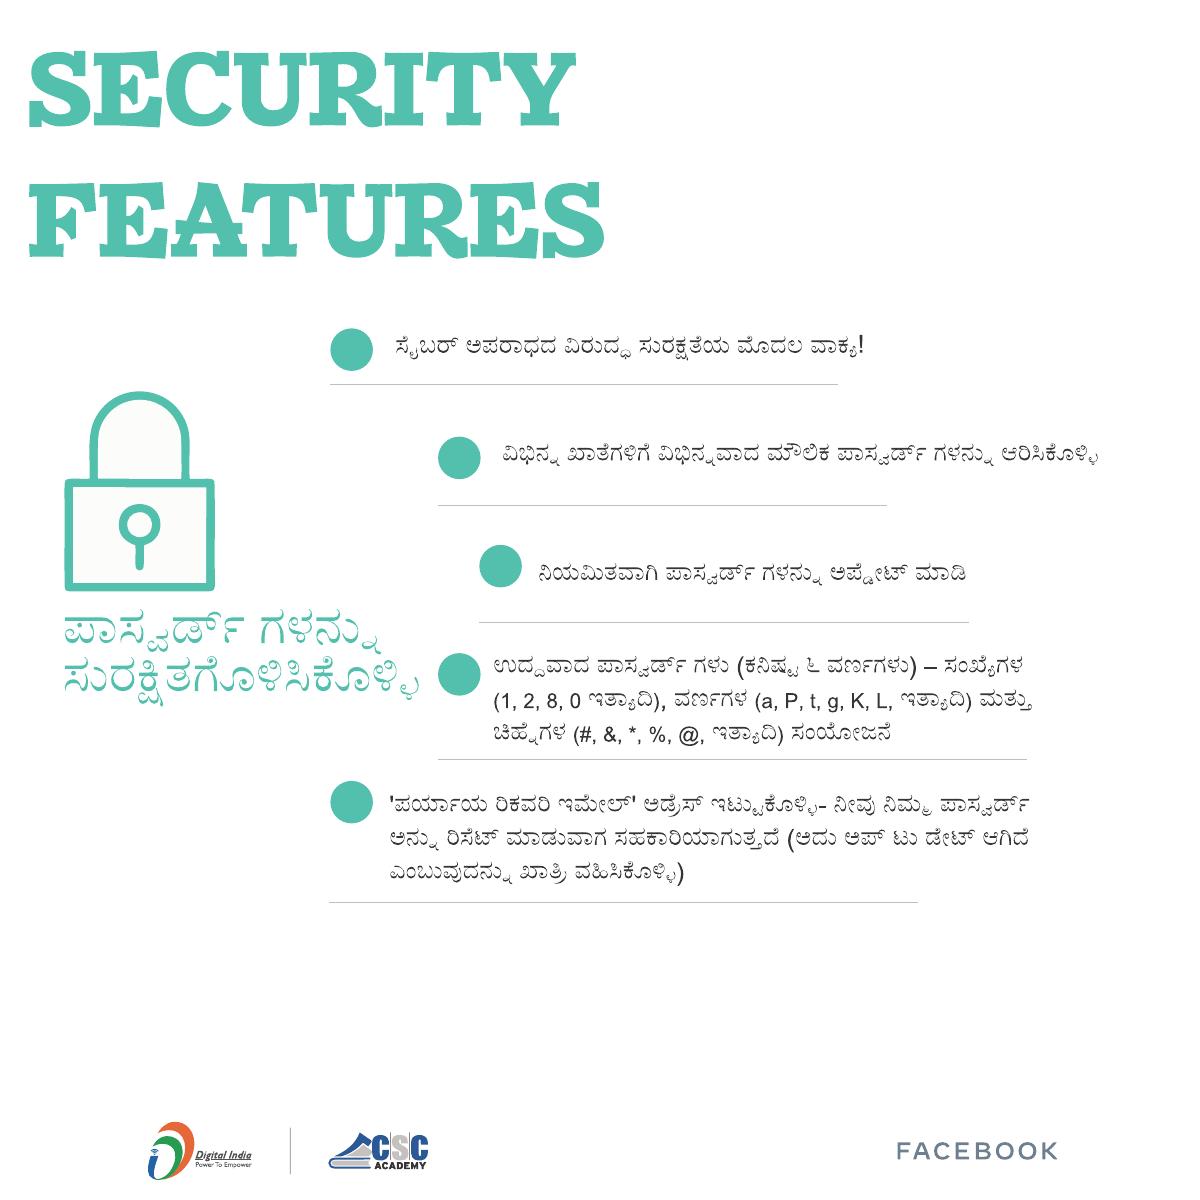 SECURITY
FEATURES
ಸೈಬರ್ ಅಪರಾಧದ ವಿರುದ್ಧ ಸುರಕ್ಷತೆಯ ಮೊದಲ ವಾಕ್ಯ!
ವಿಭಿನ್ನ ಖಾತೆಗಳಿಗೆ ವಿಭಿನ್ನವಾದ ಮೌಲಿಕ ಪಾಸ್ವರ್ಡ್ ಗಳನ್ನು ಆರಿಸಿಕೊಳ್ಳಿ
ನಿಯಮಿತವಾಗಿ ಪಾಸ್ವರ್ಡ್ ಗಳನ್ನು ಅಪ್ಡೇಟ್ ಮಾಡಿ
ಪಾಸ್ವರ್ಡ್ ಗಳನ್ನು
ಸುರಕ್ಷಿತಗೊಳಿಸಿಕೊಳ್ಳಿ
ಉದ್ದವಾದ ಪಾಸ್ವರ್ಡ್ ಗಳು (ಕನಿಷ್ಟ ೬ ವರ್ಣಗಳು) – ಸಂಖ್ಯೆಗಳ
(1, 2, 8, 0 ಇತ್ಯಾದಿ), ವರ್ಣಗಳ (a, P, t, g, K, L, ಇತ್ಯಾದಿ) ಮತ್ತು
ಚಿಹ್ನೆಗಳ (#, &, *, %, @, ಇತ್ಯಾದಿ) ಸಂಯೋಜನೆ
'ಪರ್ಯಾಯ ರಿಕವರಿ ಇಮೇಲ್' ಅಡ್ರೆಸ್ ಇಟ್ಟುಕೊಳ್ಳಿ- ನೀವು ನಿಮ್ಮ ಪಾಸ್ವರ್ಡ್
ಅನ್ನು ರಿಸೆಟ್ ಮಾಡುವಾಗ ಸಹಕಾರಿಯಾಗುತ್ತದೆ (ಅದು ಅಪ್ ಟು ಡೇಟ್ ಆಗಿದೆ
ಎಂಬುವುದನ್ನು ಖಾತ್ರಿ ವಹಿಸಿಕೊಳ್ಳಿ)
Digital India
Power To Empower
CSC
ACADEMY
FACEBOOK